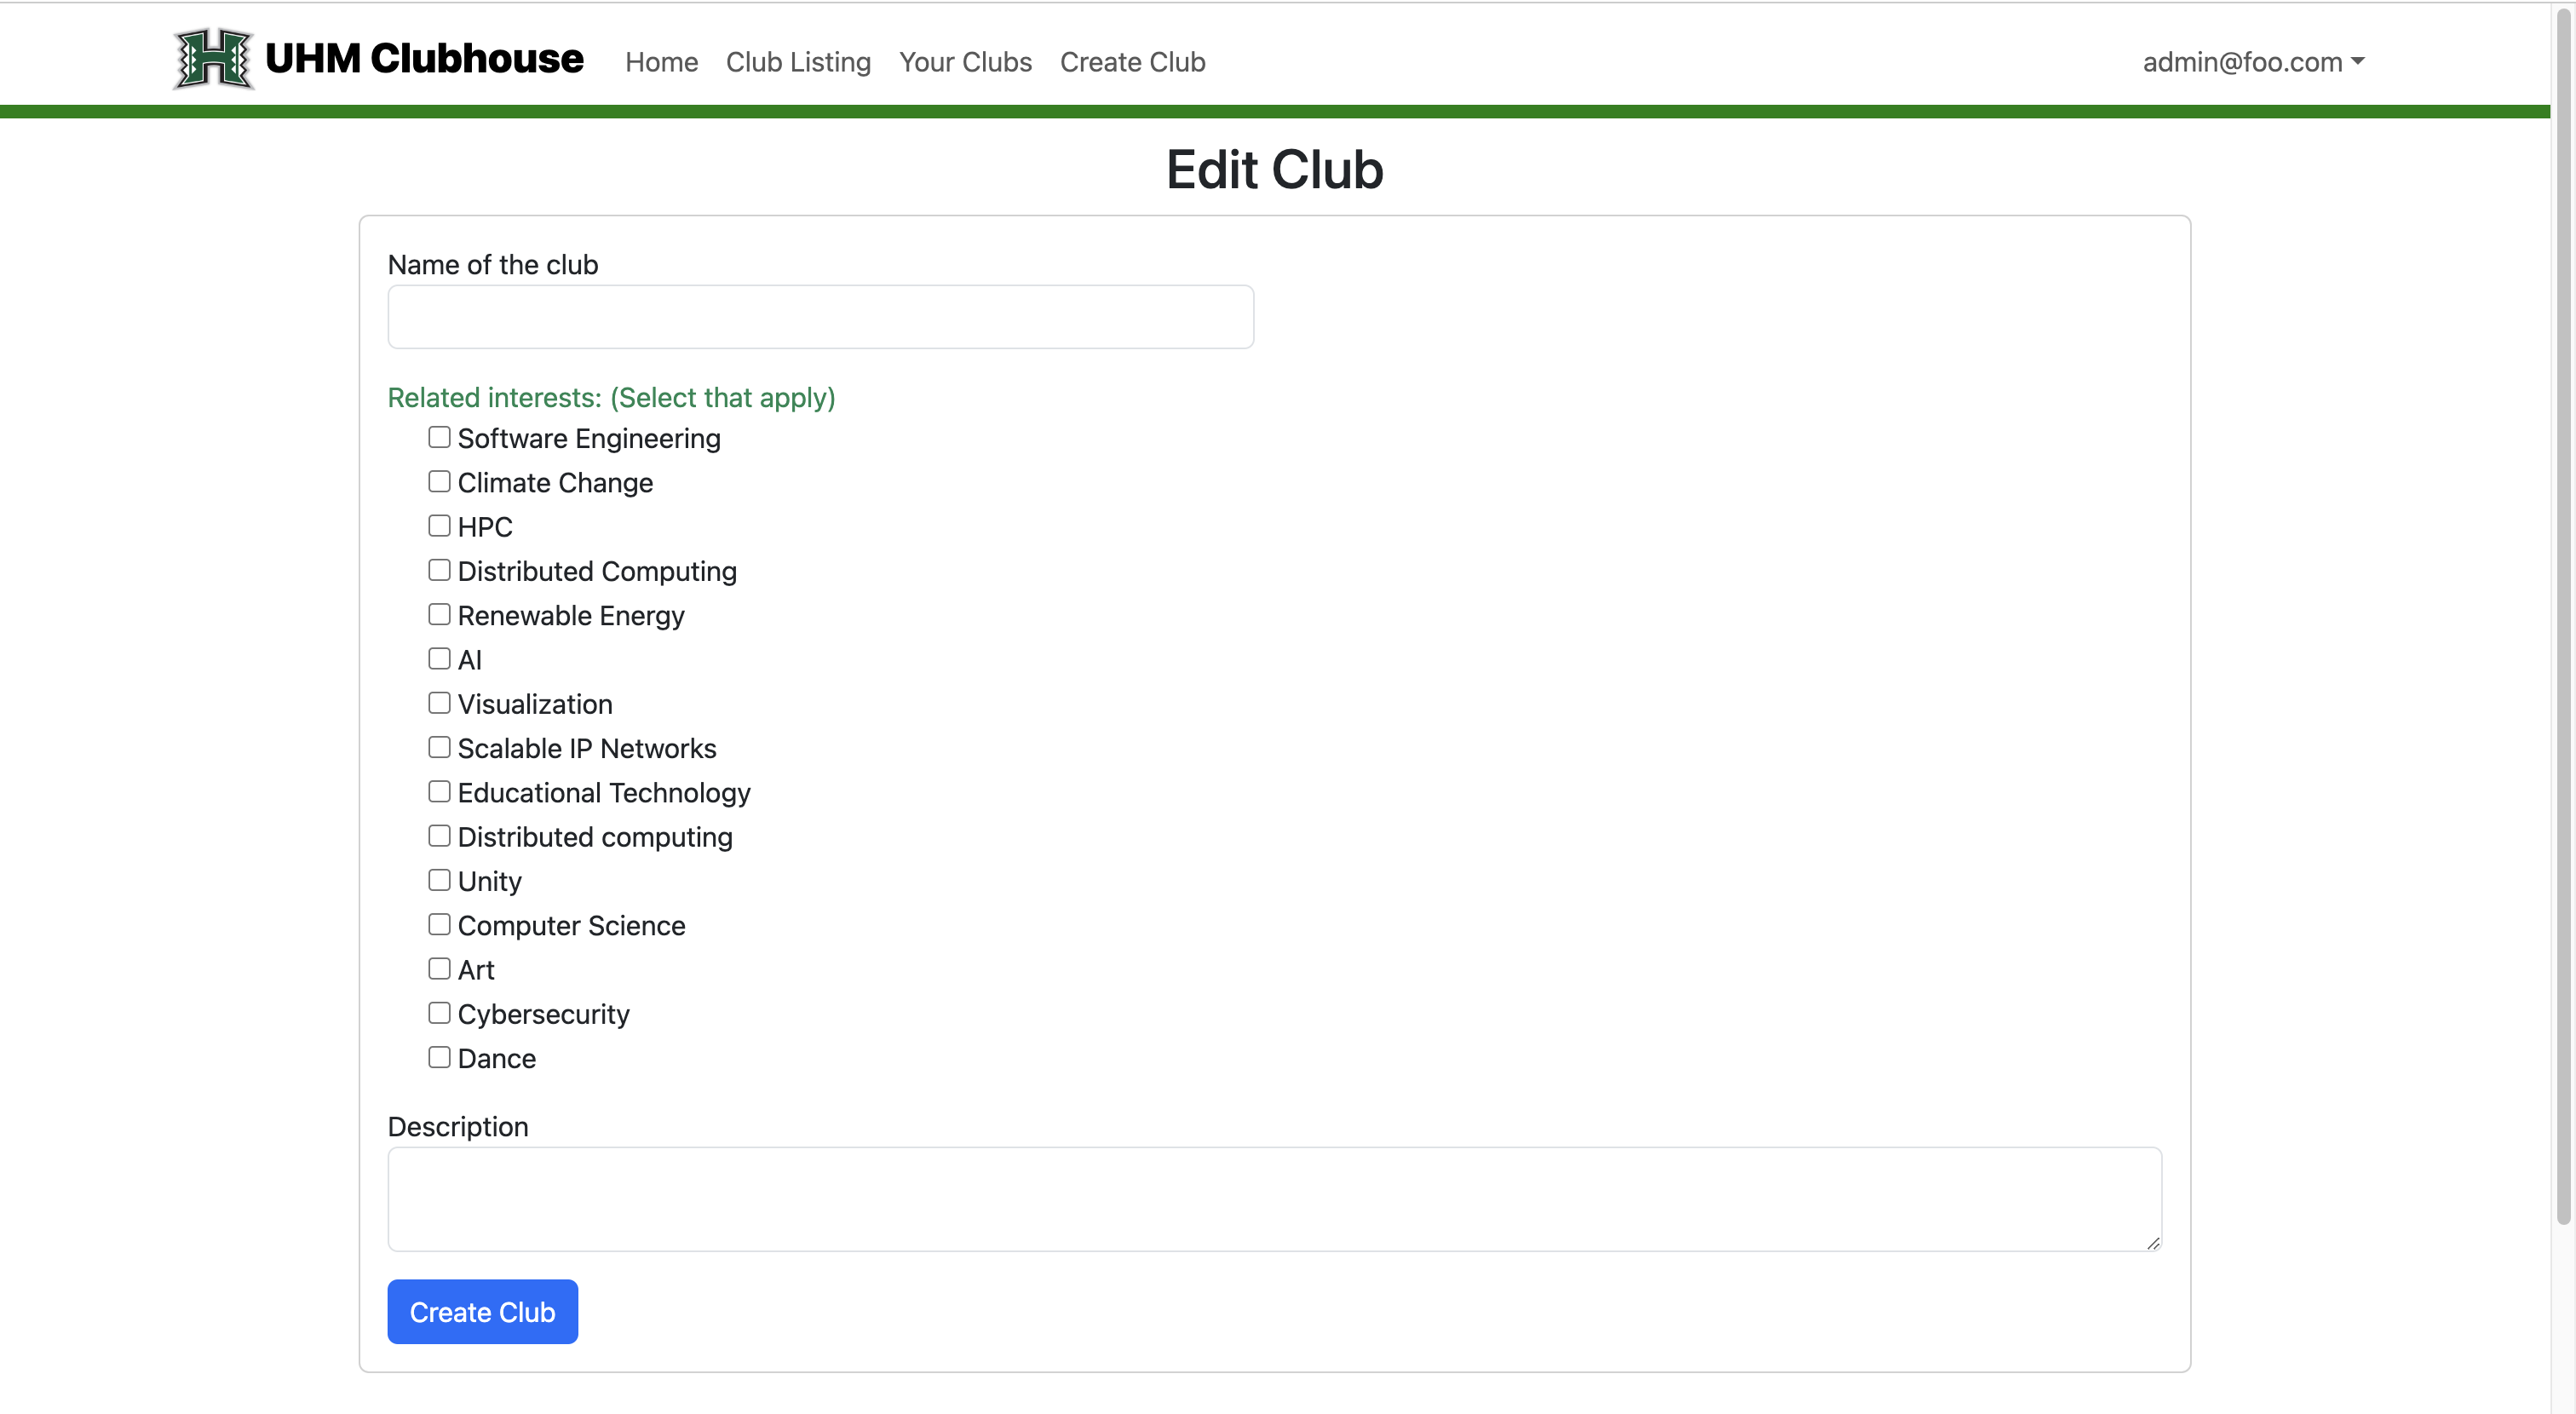 H UHM Clubhouse Home Club Listing Your Clubs Create Club admin@foo.com
Edit Club
Name of the club
Related interests: (Select that apply)
Software Engineering
Climate Change
HPC
Distributed Computing
Renewable Energy
AI
Visualization
Scalable IP Networks
Educational Technology
Distributed computing
Unity
Computer Science
Art
Cybersecurity
Dance
Description
Create Club